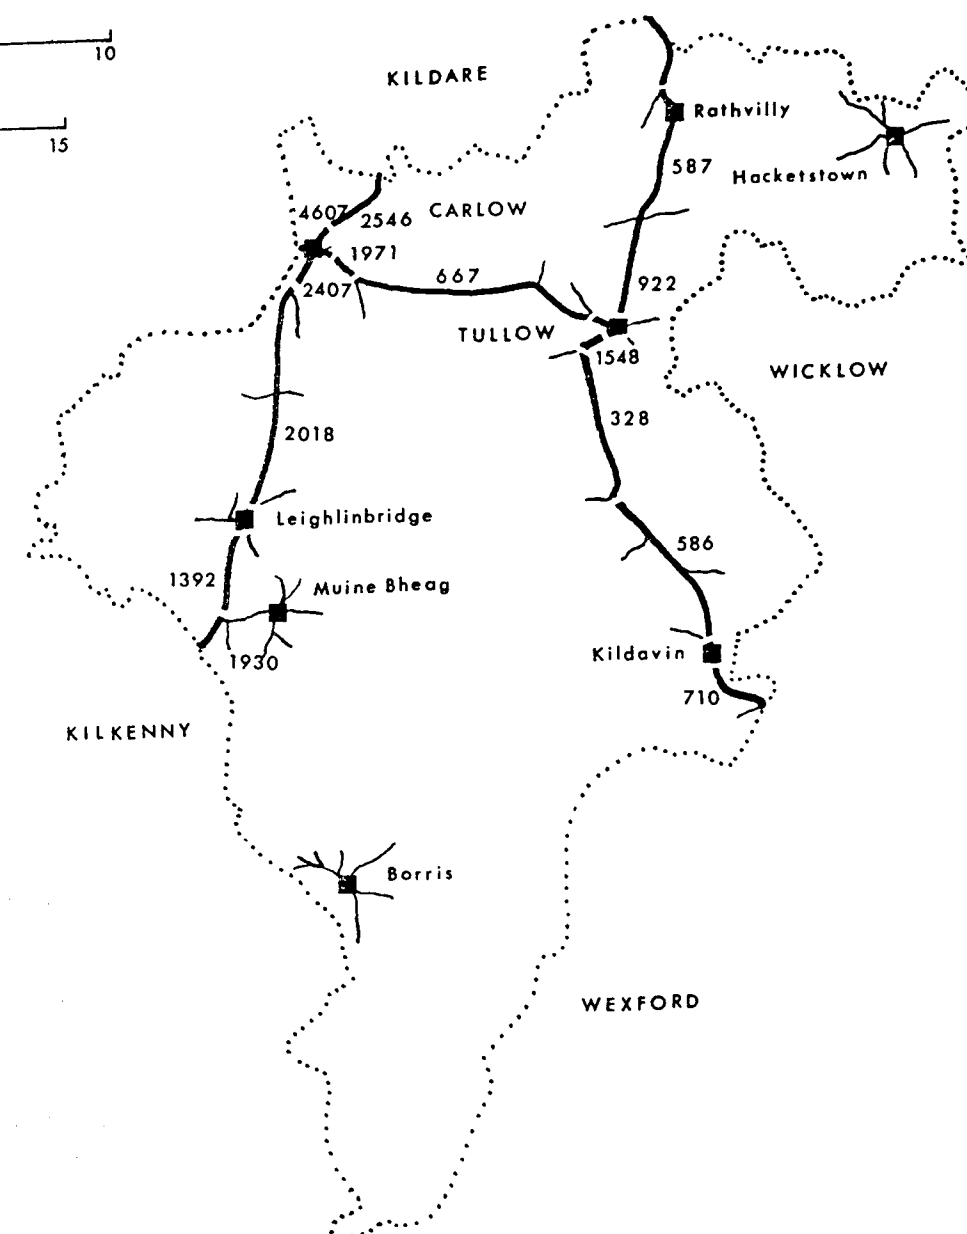 10
KILDARE
Rathvilly
15
587
Hacketstown
4607
2546
CARLOW
1971
667
922
2407
TULLOW
1548
WICKLOW
328
2018
Leighlinbridge
586
1392
Muine Bheag
Kildavin
1930
710
KILKENNY
Borris
WEXFORD